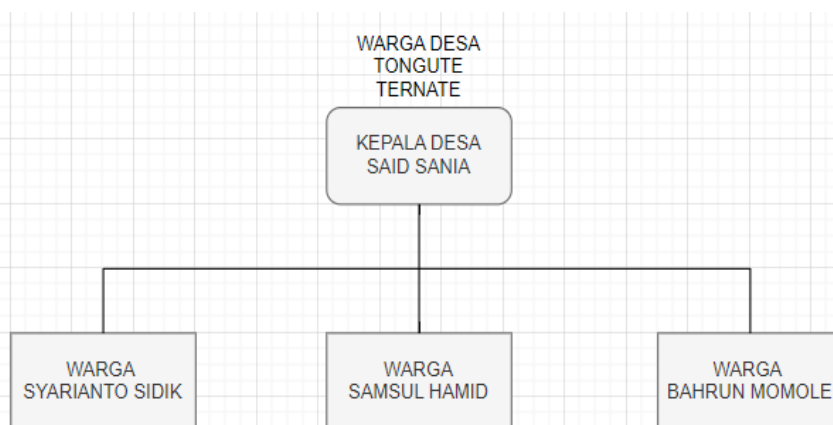 WARGA DESA
TONGUTE
TERNATE
KEPALA DESA
SAID SANIA
WARGA
SYARIANTO SIDIK
WARGA
SAMSUL HAMID
WARGA
BAHRUN MOMOLE